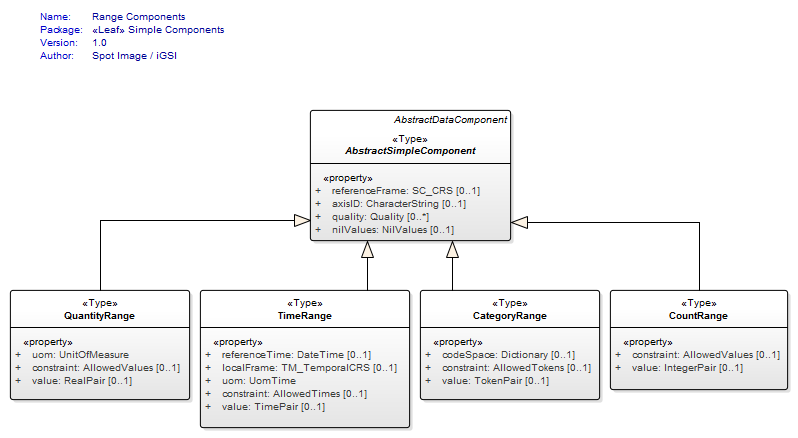 Name: Range Components
Package: «Leaf» Simple Components
Version: 1.0
Author: Spot Image / iGSI
AbstractDataComponent
«Type»
AbstractSimpleComponent
«property»
+ referenceFrame: SC_CRS [0..1]
+ axisID: CharacterString [0..1]
+ quality: Quality [0..*]
+ nilValues: NilValues [0..1]
«Type»
QuantityRange
«property»
+ uom: UnitOfMeasure
+ constraint: AllowedValues [0..1]
+ value: RealPair [0..1]
«Type»
TimeRange
«property»
+ referenceTime: DateTime [0..1]
+ localFrame: TM_TemporalCRS [0..1]
+ uom: UomTime
+ constraint: AllowedTimes [0..1]
+ value: TimePair [0..1]
«Type»
CategoryRange
«property»
+ codeSpace: Dictionary [0..1]
+ constraint: AllowedTokens [0..1]
+ value: TokenPair [0..1]
«Type»
CountRange
«property»
+ constraint: AllowedValues [0..1]
+ value: IntegerPair [0..1]